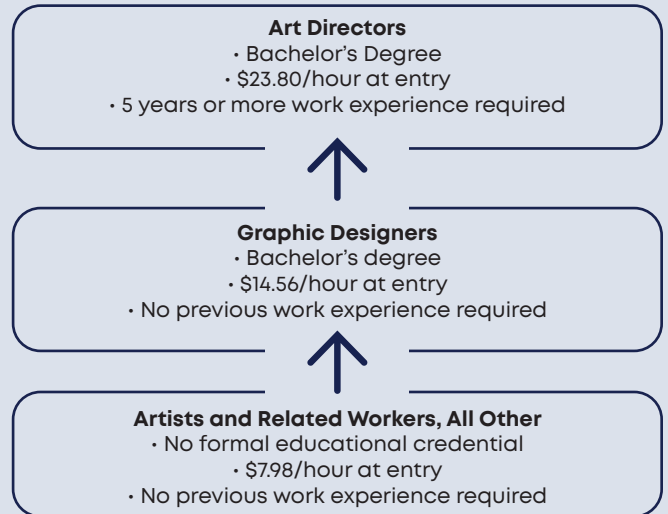 Art Directors
· Bachelor’s Degree
· $23.80/hour at entry
· 5 years or more work experience required
Graphic Designers
· Bachelor’s degree
· $14.56/hour at entry
· No previous work experience required
Artists and Related Workers, All Other
· No formal educational credential
· $7.98/hour at entry
· No previous work experience required